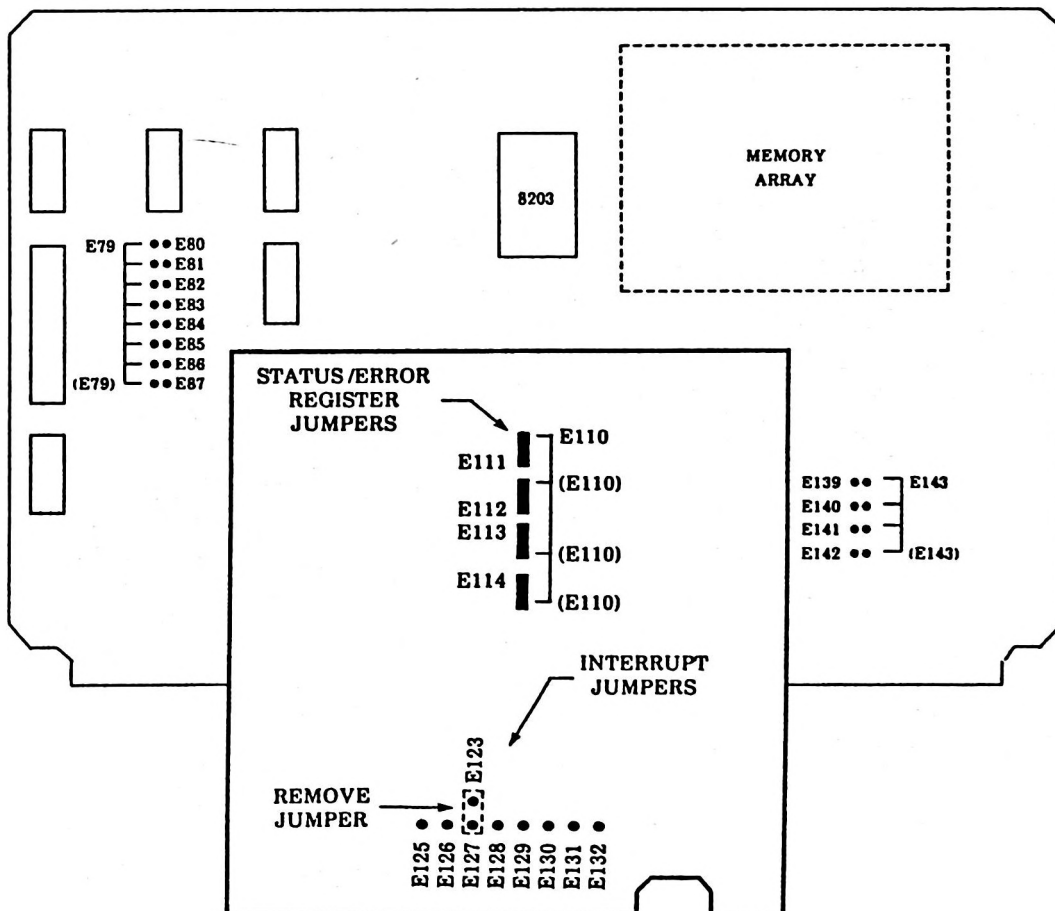 MEMORY
ARRAY
8203
E79
E80
E81
E82
E83
E84
E85
E86
(E79)
E87
STATUS/ERROR
REGISTER
JUMPERS
E110
E111
(E110)
E112
E113
(E110)
E114
(E110)
E139
E143
E140
E141
E142
(E143)
INTERRUPT
JUMPERS
E123
REMOVE
JUMPER
E125
E126
E127
E128
E129
E130
E131
E132